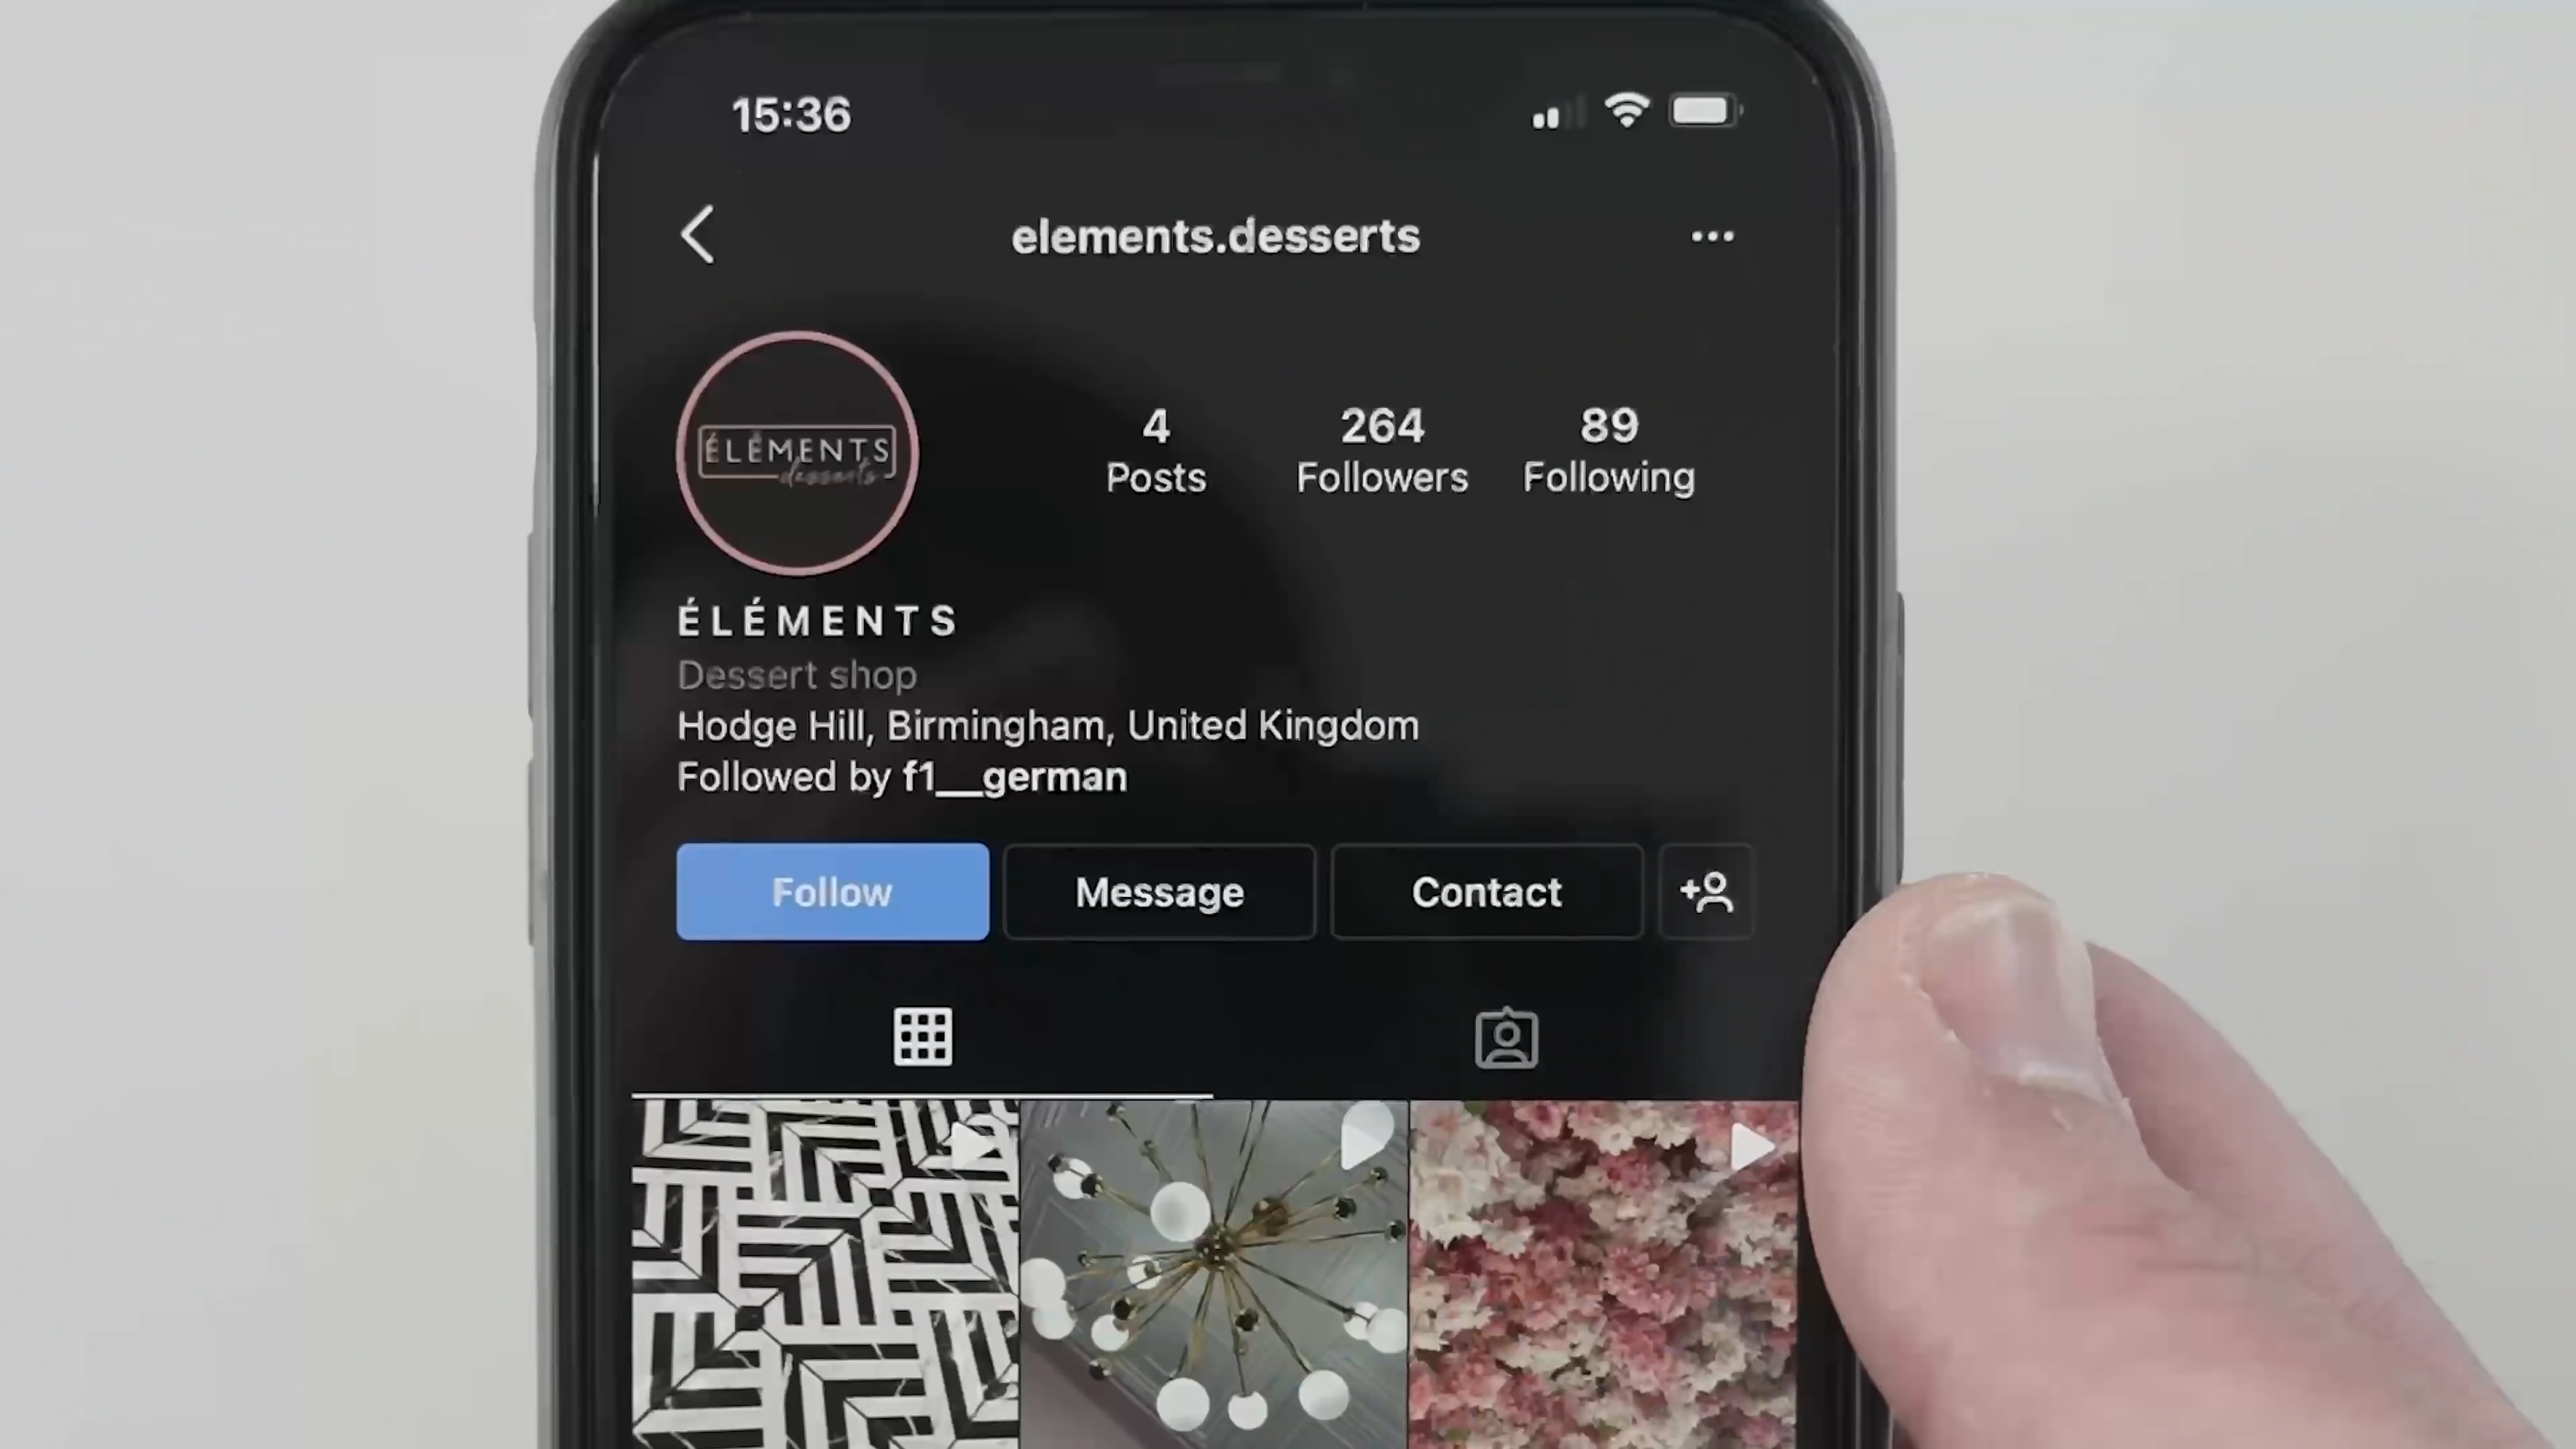 15:36
elements.desserts
ÉLÉMENTS
desserts
4
Posts
264
Followers
89
Following
ÉLÉMENTS
Dessert shop
Hodge Hill, Birmingham, United Kingdom
Followed by f1__german
Follow
Message
Contact